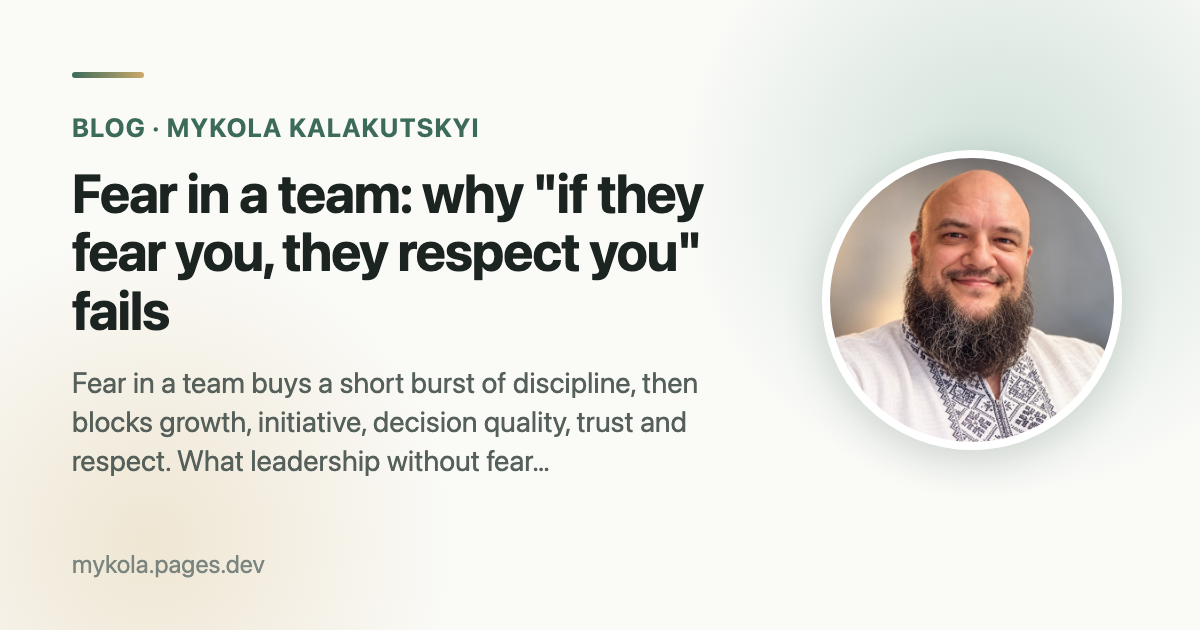 BLOG · MYKOLA KALAKUTSKYI
Fear in a team: why "if they
fear you, they respect you"
fails
Fear in a team buys a short burst of discipline, then
blocks growth, initiative, decision quality, trust and
respect. What leadership without fear...
mykola.pages.dev